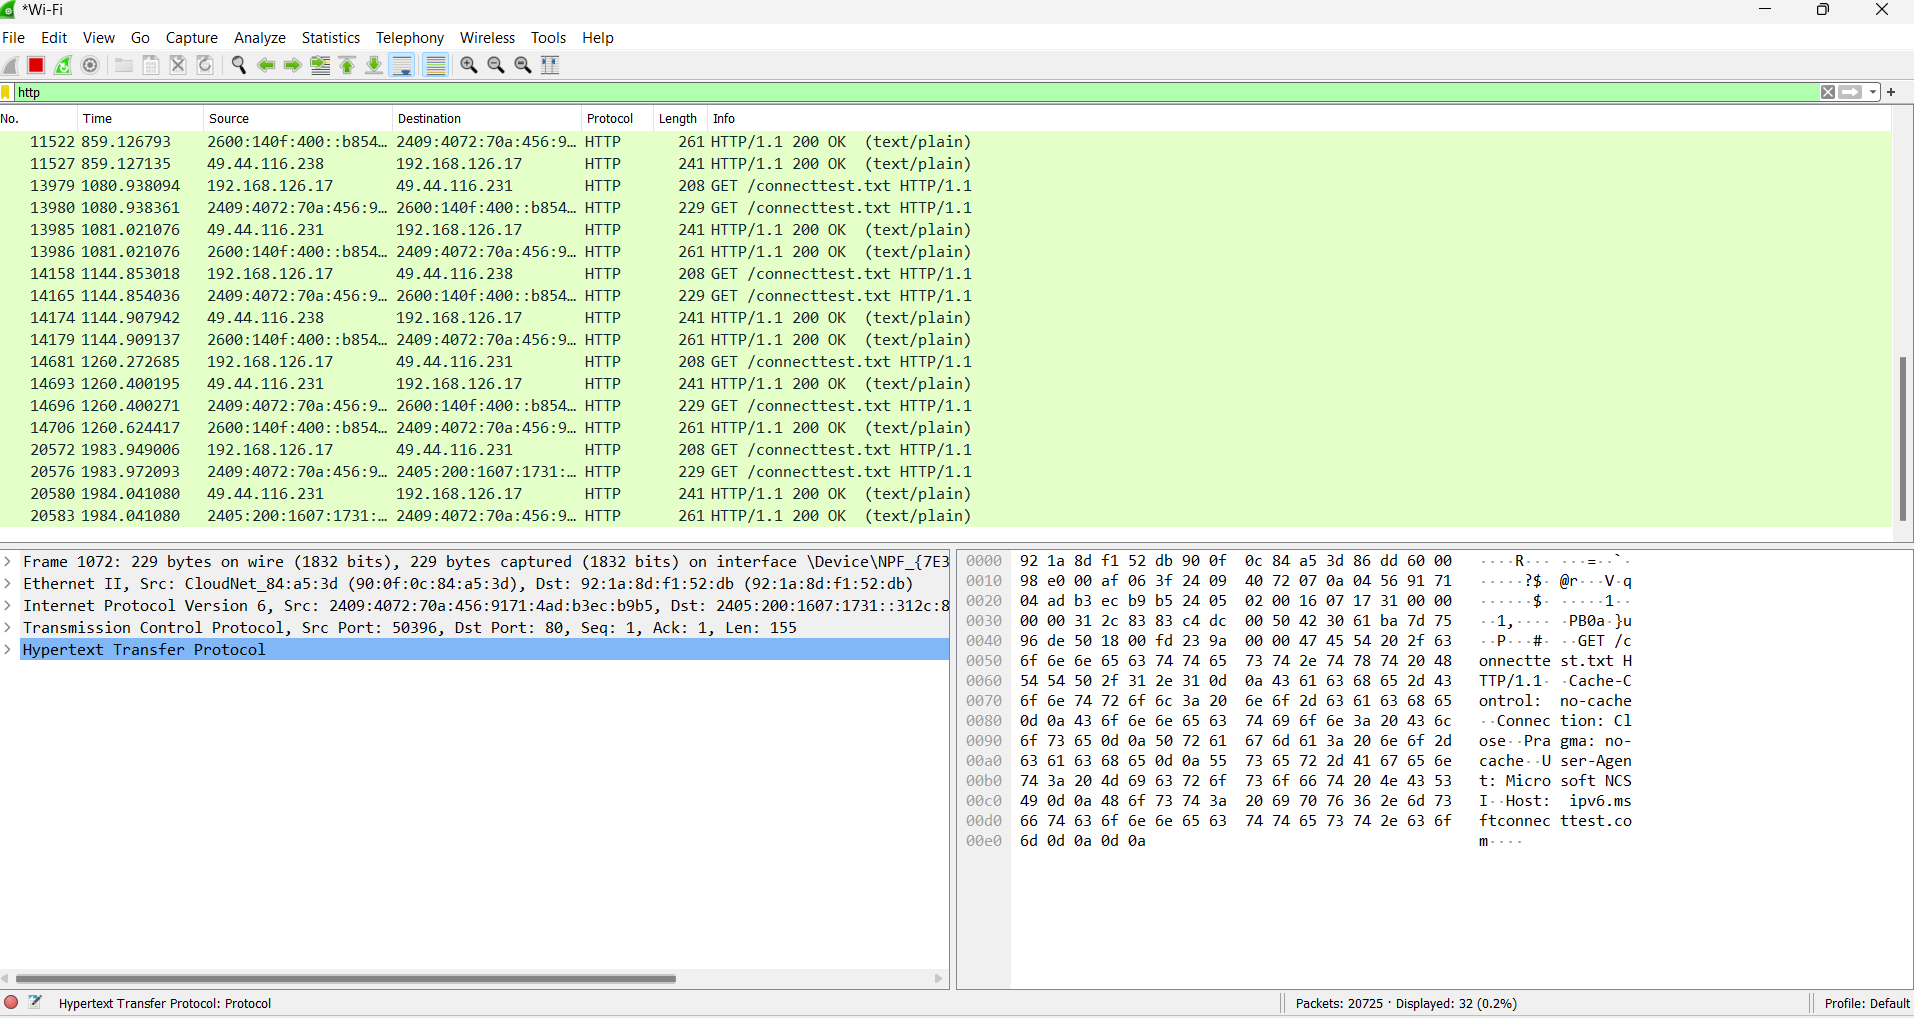 *Wi-Fi
File Edit View Go Capture Analyze Statistics Telephony Wireless Tools Help
http
No. Time Source Destination Protocol Length Info
11522 859.126793 2600:140f:400::b854… 2409:4072:70a:456:9… HTTP 261 HTTP/1.1 200 OK (text/plain)
11527 859.127135 49.44.116.238 192.168.126.17 HTTP 241 HTTP/1.1 200 OK (text/plain)
13979 1080.938094 192.168.126.17 49.44.116.231 HTTP 208 GET /connecttest.txt HTTP/1.1
13980 1080.938361 2409:4072:70a:456:9… 2600:140f:400::b854… HTTP 229 GET /connecttest.txt HTTP/1.1
13985 1081.021076 49.44.116.231 192.168.126.17 HTTP 241 HTTP/1.1 200 OK (text/plain)
13986 1081.021076 2600:140f:400::b854… 2409:4072:70a:456:9… HTTP 261 HTTP/1.1 200 OK (text/plain)
14158 1144.853018 192.168.126.17 49.44.116.238 HTTP 208 GET /connecttest.txt HTTP/1.1
14165 1144.854036 2409:4072:70a:456:9… 2600:140f:400::b854… HTTP 229 GET /connecttest.txt HTTP/1.1
14174 1144.907942 49.44.116.238 192.168.126.17 HTTP 241 HTTP/1.1 200 OK (text/plain)
14179 1144.909137 2600:140f:400::b854… 2409:4072:70a:456:9… HTTP 261 HTTP/1.1 200 OK (text/plain)
14681 1260.272685 192.168.126.17 49.44.116.231 HTTP 208 GET /connecttest.txt HTTP/1.1
14693 1260.400195 49.44.116.231 192.168.126.17 HTTP 241 HTTP/1.1 200 OK (text/plain)
14696 1260.400271 2409:4072:70a:456:9… 2600:140f:400::b854… HTTP 229 GET /connecttest.txt HTTP/1.1
14706 1260.624417 2600:140f:400::b854… 2409:4072:70a:456:9… HTTP 261 HTTP/1.1 200 OK (text/plain)
20572 1983.949006 192.168.126.17 49.44.116.231 HTTP 208 GET /connecttest.txt HTTP/1.1
20576 1983.972093 2409:4072:70a:456:9… 2405:200:1607:1731:… HTTP 229 GET /connecttest.txt HTTP/1.1
20580 1984.041080 49.44.116.231 192.168.126.17 HTTP 241 HTTP/1.1 200 OK (text/plain)
20583 1984.041080 2405:200:1607:1731:… 2409:4072:70a:456:9… HTTP 261 HTTP/1.1 200 OK (text/plain)
Frame 1072: 229 bytes on wire (1832 bits), 229 bytes captured (1832 bits) on interface \Device\NPF_{7E3
Ethernet II, Src: CloudNet_84:a5:3d (90:0f:0c:84:a5:3d), Dst: 92:1a:8d:f1:52:db (92:1a:8d:f1:52:db)
Internet Protocol Version 6, Src: 2409:4072:70a:456:9171:4ad:b3ec:b9b5, Dst: 2405:200:1607:1731::312c:8
Transmission Control Protocol, Src Port: 50396, Dst Port: 80, Seq: 1, Ack: 1, Len: 155
Hypertext Transfer Protocol
0000 92 1a 8d f1 52 db 90 0f 0c 84 a5 3d 86 dd 60 00 ····R··· ···=··`·
0010 98 e0 00 af 06 3f 24 09 40 72 07 0a 04 56 91 71 ·····?$· @r···V·q
0020 04 ad b3 ec b9 b5 24 05 02 00 16 07 17 31 00 00 ······$· ·····1··
0030 00 00 31 2c 83 83 c4 dc 00 50 42 30 61 ba 7d 75 ··1,···· ·PB0a·}u
0040 96 de 50 18 00 fd 23 9a 00 00 47 45 54 20 2f 63 ··P···#· ··GET /c
0050 6f 6e 6e 65 63 74 74 65 73 74 2e 74 78 74 20 48 onnectte st.txt H
0060 54 54 50 2f 31 2e 31 0d 0a 43 61 63 68 65 2d 43 TTP/1.1· ·Cache-C
0070 6f 6e 74 72 6f 6c 3a 20 6e 6f 2d 63 61 63 68 65 ontrol: no-cache
0080 0d 0a 43 6f 6e 6e 65 63 74 69 6f 6e 3a 20 43 6c ··Connec tion: Cl
0090 6f 73 65 0d 0a 50 72 61 67 6d 61 3a 20 6e 6f 2d ose··Pra gma: no-
00a0 63 61 63 68 65 0d 0a 55 73 65 72 2d 41 67 65 6e cache··U ser-Agen
00b0 74 3a 20 4d 69 63 72 6f 73 6f 66 74 20 4e 43 53 t: Micro soft NCS
00c0 49 0d 0a 48 6f 73 74 3a 20 69 70 76 36 2e 6d 73 I··Host: ipv6.ms
00d0 66 74 63 6f 6e 6e 65 63 74 74 65 73 74 2e 63 6f ftconnec ttest.co
00e0 6d 0d 0a 0d 0a m····
Hypertext Transfer Protocol: Protocol
Packets: 20725 · Displayed: 32 (0.2%)
Profile: Default